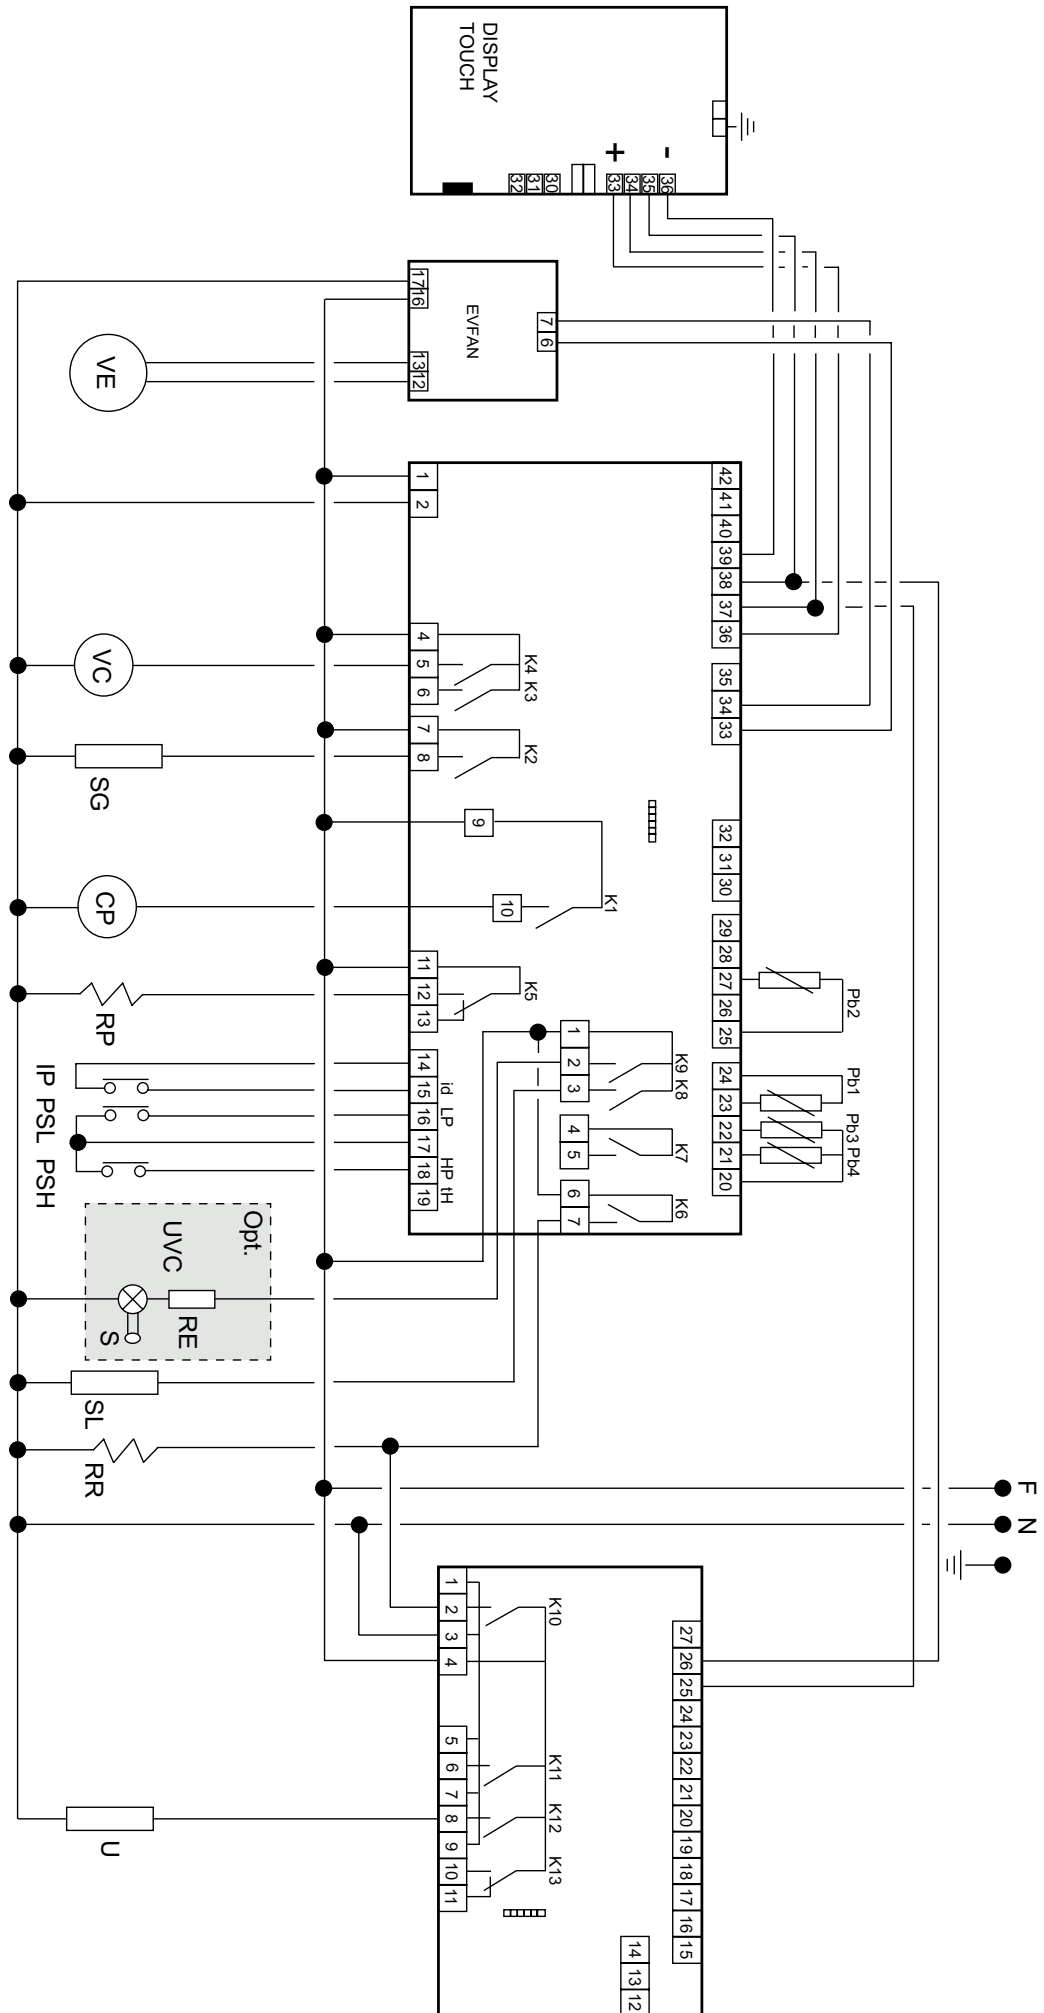 DISPLAY
TOUCH
+
-
32
31
30
33
34
35
36
17
16
EVFAN
7
6
13
12
VE
1
2
42
41
40
39
38
37
36
4
5
6
K4
K3
35
34
33
VC
7
8
K2
SG
9
10
K1
32
31
30
CP
11
12
13
K5
29
28
27
26
25
Pb2
RP
14
15
16
17
18
19
id
LP
HP
tH
1
2
3
K9
K8
4
5
K7
6
7
K6
24
23
22
21
20
Pb1
Pb3
Pb4
IP
PSL
PSH
Opt.
UVC
RE
S
SL
RR
F
N
1
2
3
4
K10
5
6
7
8
9
10
11
K11
K12
K13
27
26
25
24
23
22
21
20
19
18
17
16
15
14
13
12
U